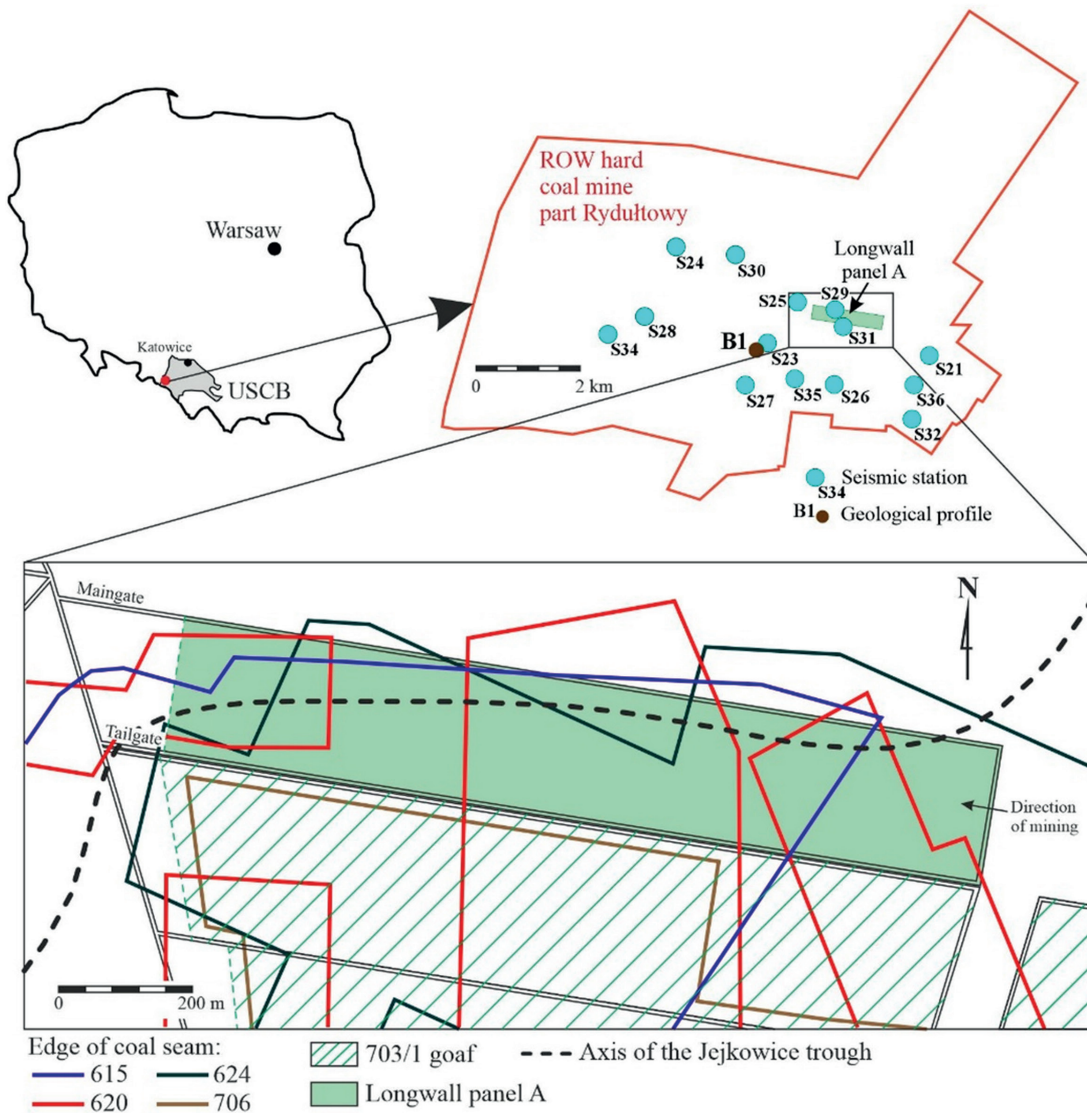 Warsaw
Katowice
USCB
ROW hard
coal mine
part Rydułtowy
Longwall
panel A
S24
S30
S25
S29
S28
S34
S31
B1
S23
S21
0 2 km
S27
S35
S26
S36
S32
Seismic station
S34
B1
Geological profile
Maingate
N
Tailgate
Direction
of mining
0 200 m
Edge of coal seam:
615
624
620
706
703/1 goaf
Axis of the Jejkowice trough
Longwall panel A